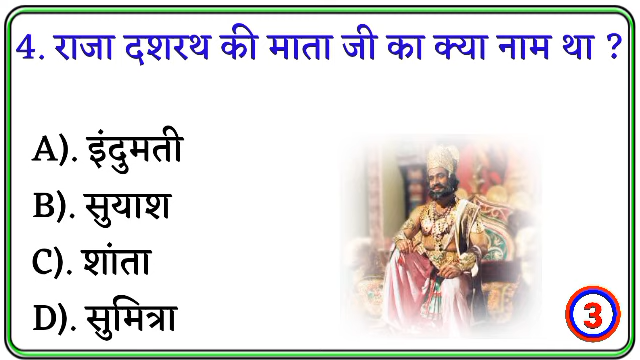 4. राजा दशरथ की माता जी का क्या नाम था ?
A). इंदुमती
B). सुयाश
C). शांता
D). सुमित्रा
3